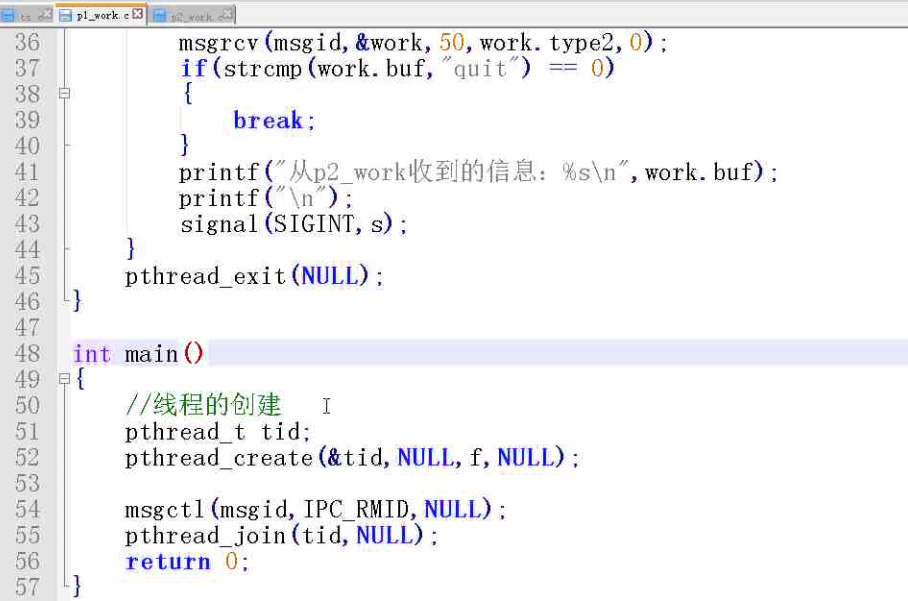 ts p1_work.c p2_work.c
36 msgrcv(msgid,&work,50,work.type2,0);
37 if(strcmp(work.buf,"quit") == 0)
38 {
39 break;
40 }
41 printf("从p2_work收到的信息：%s\n",work.buf);
42 printf("\n");
43 signal(SIGINT,s);
44 }
45 pthread_exit(NULL);
46 }
47
48 int main()
49 {
50 //线程的创建
51 pthread_t tid;
52 pthread_create(&tid,NULL,f,NULL);
53
54 msgctl(msgid,IPC_RMID,NULL);
55 pthread_join(tid,NULL);
56 return 0;
57 }